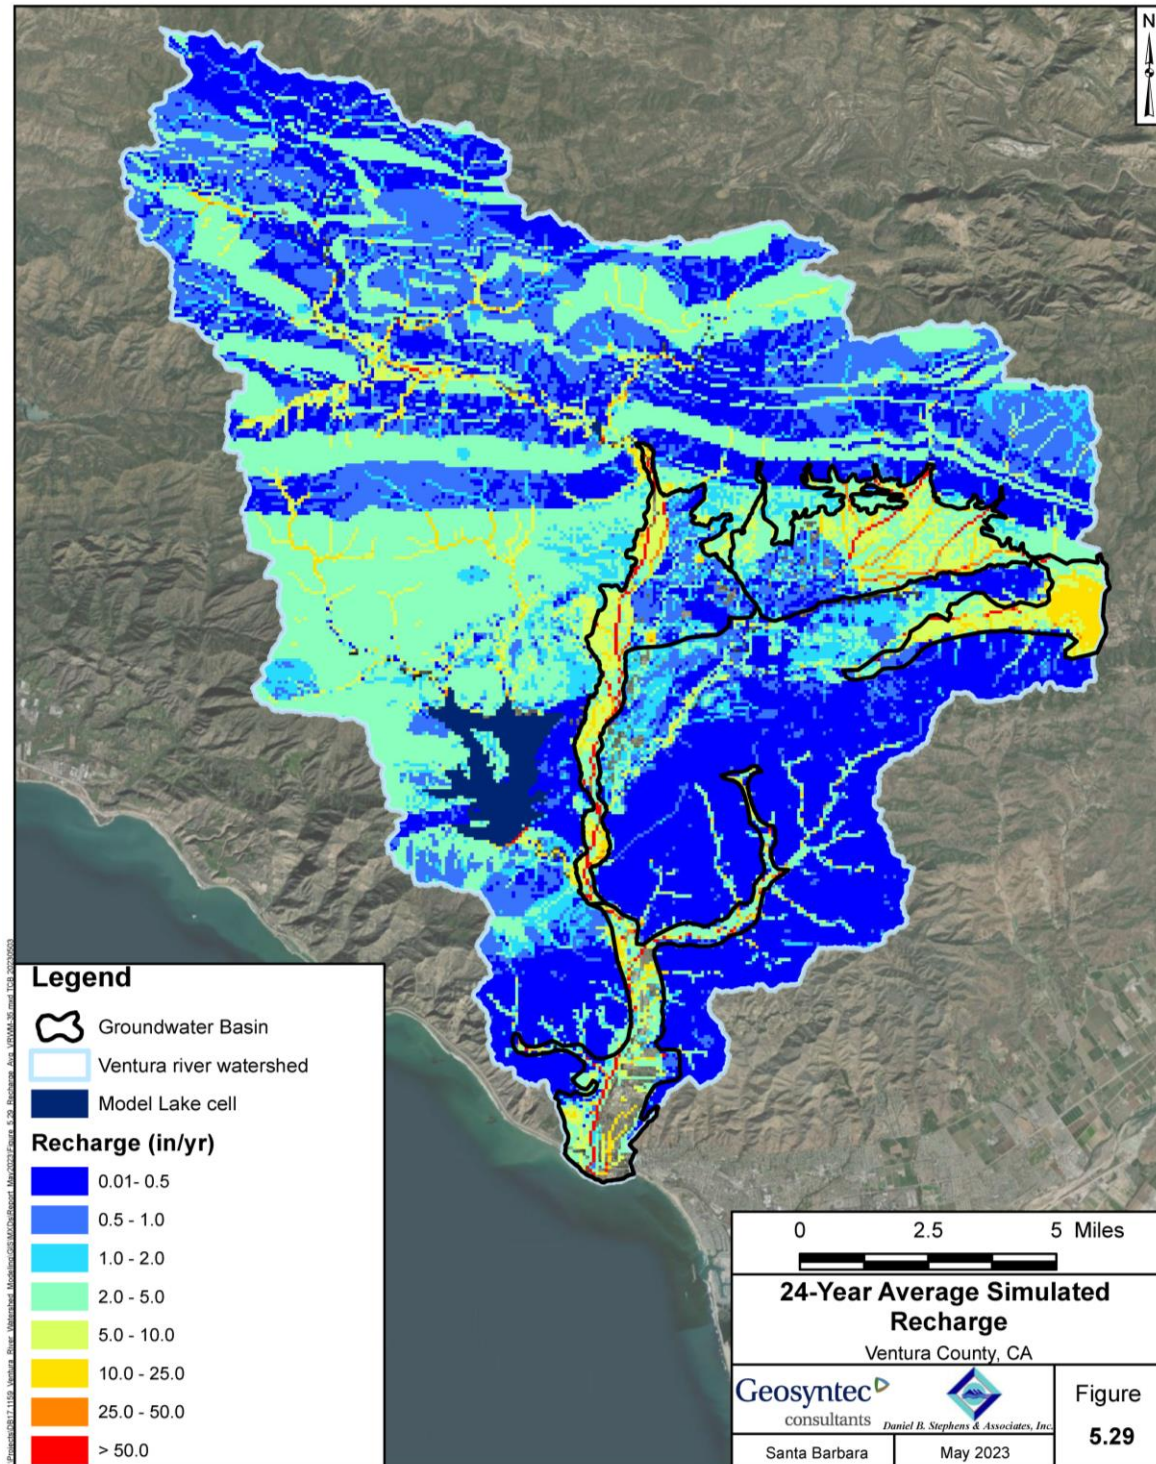 N
Legend
Groundwater Basin
Ventura river watershed
Model Lake cell
Recharge (in/yr)
0.01- 0.5
0.5 - 1.0
1.0 - 2.0
2.0 - 5.0
5.0 - 10.0
10.0 - 25.0
25.0 - 50.0
> 50.0
0 2.5 5 Miles
24-Year Average Simulated
Recharge
Ventura County, CA
Geosyntec
consultants
Daniel B. Stephens & Associates, Inc.
Santa Barbara
May 2023
Figure
5.29